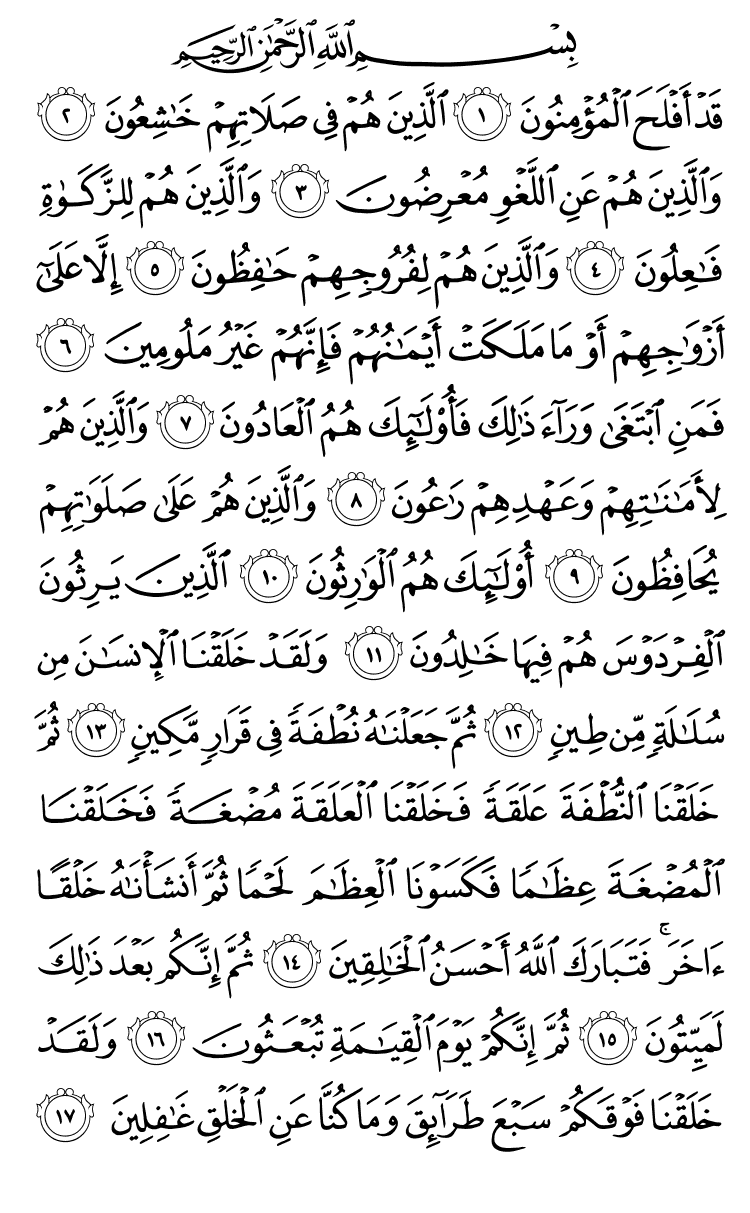 بِسْمِ ٱللَّهِ ٱلرَّحْمَٰنِ ٱلرَّحِيمِ
قَدْ أَفْلَحَ ٱلْمُؤْمِنُونَ ١ ٱلَّذِينَ هُمْ فِى صَلَاتِهِمْ خَٰشِعُونَ ٢
وَٱلَّذِينَ هُمْ عَنِ ٱللَّغْوِ مُعْرِضُونَ ٣ وَٱلَّذِينَ هُمْ لِلزَّكَوٰةِ
فَٰعِلُونَ ٤ وَٱلَّذِينَ هُمْ لِفُرُوجِهِمْ حَٰفِظُونَ ٥ إِلَّا عَلَىٰٓ
أَزْوَٰجِهِمْ أَوْ مَا مَلَكَتْ أَيْمَٰنُهُمْ فَإِنَّهُمْ غَيْرُ مَلُومِينَ ٦
فَمَنِ ٱبْتَغَىٰ وَرَآءَ ذَٰلِكَ فَأُو۟لَٰٓئِكَ هُمُ ٱلْعَادُونَ ٧ وَٱلَّذِينَ هُمْ
لِأَمَٰنَٰتِهِمْ وَعَهْدِهِمْ رَٰعُونَ ٨ وَٱلَّذِينَ هُمْ عَلَىٰ صَلَوَٰتِهِمْ
يُحَافِظُونَ ٩ أُو۟لَٰٓئِكَ هُمُ ٱلْوَٰرِثُونَ ١٠ ٱلَّذِينَ يَرِثُونَ
ٱلْفِرْدَوْسَ هُمْ فِيهَا خَٰلِدُونَ ١١ وَلَقَدْ خَلَقْنَا ٱلْإِنسَٰنَ مِن
سُلَٰلَةٍ مِّن طِينٍ ١٢ ثُمَّ جَعَلْنَٰهُ نُطْفَةً فِى قَرَارٍ مَّكِينٍ ١٣ ثُمَّ
خَلَقْنَا ٱلنُّطْفَةَ عَلَقَةً فَخَلَقْنَا ٱلْعَلَقَةَ مُضْغَةً فَخَلَقْنَا
ٱلْمُضْغَةَ عِظَٰمًا فَكَسَوْنَا ٱلْعِظَٰمَ لَحْمًا ثُمَّ أَنشَأْنَٰهُ خَلْقًا
ءَاخَرَ ۚ فَتَبَارَكَ ٱللَّهُ أَحْسَنُ ٱلْخَٰلِقِينَ ١٤ ثُمَّ إِنَّكُم بَعْدَ ذَٰلِكَ
لَمَيِّتُونَ ١٥ ثُمَّ إِنَّكُمْ يَوْمَ ٱلْقِيَٰمَةِ تُبْعَثُونَ ١٦ وَلَقَدْ
خَلَقْنَا فَوْقَكُمْ سَبْعَ طَرَآئِقَ وَمَا كُنَّا عَنِ ٱلْخَلْقِ غَٰفِلِينَ ١٧